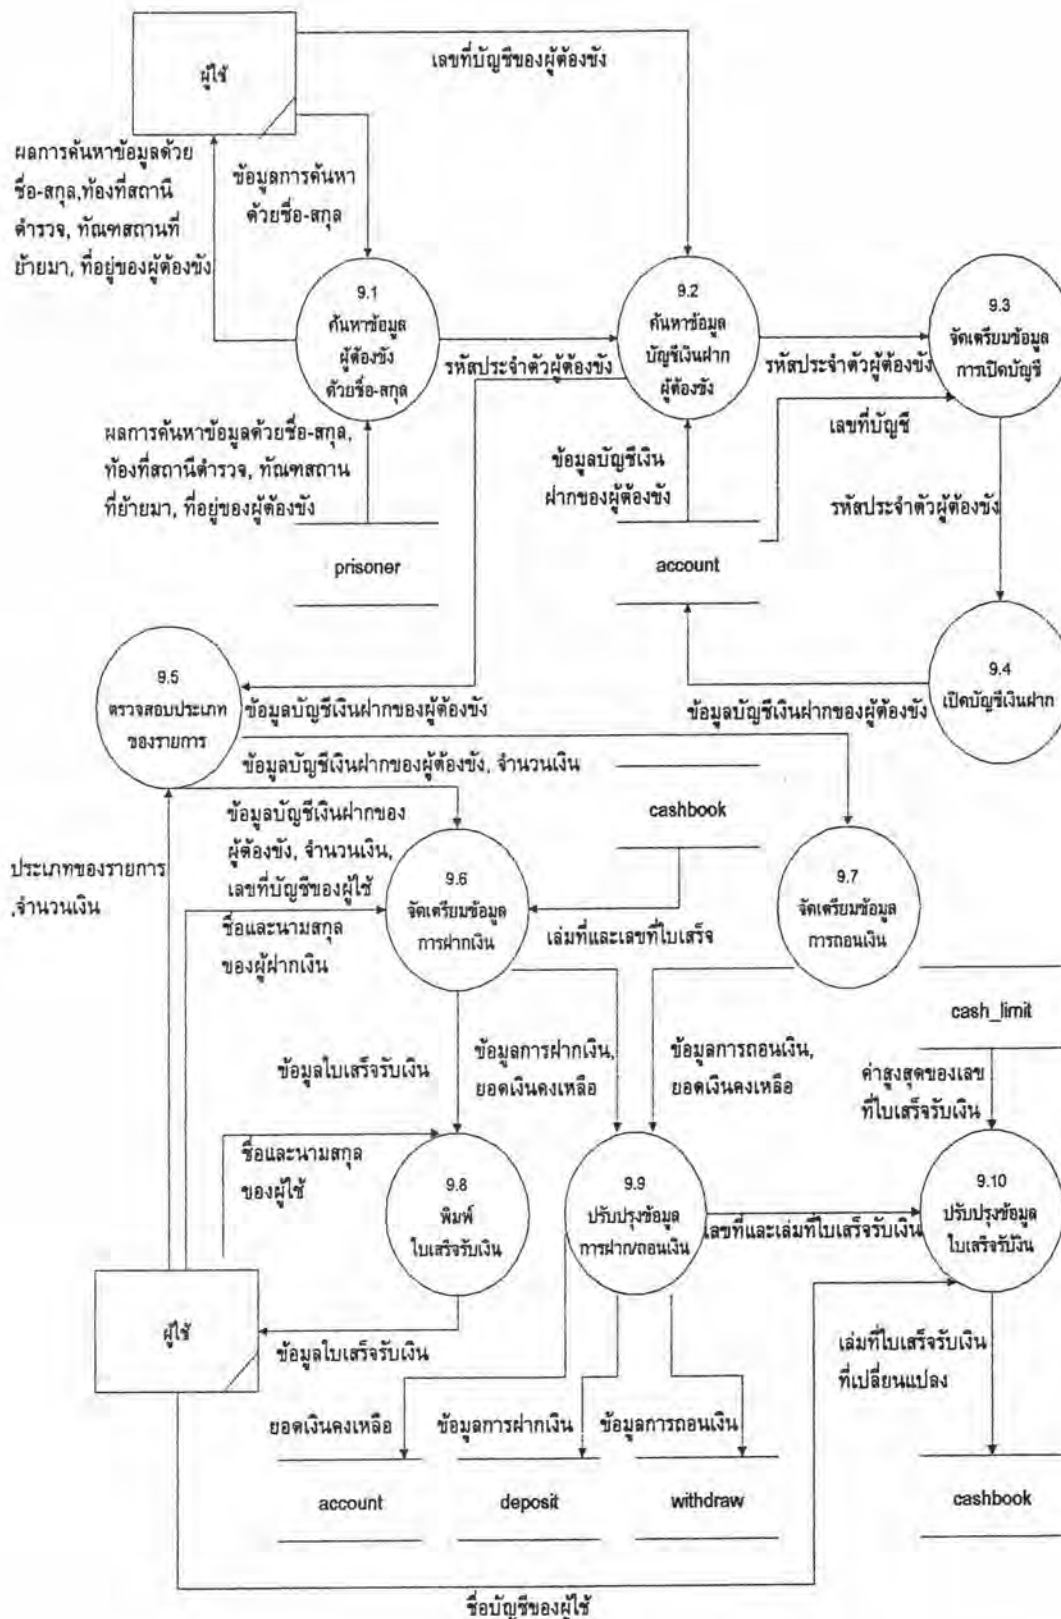 ผู้ใช้
เลขที่บัญชีของผู้ต้องขัง
ผลการค้นหาข้อมูลด้วย
ชื่อ-สกุล,ท้องที่สถานี
ตำรวจ, ทัณฑสถานที่
ย้ายมา, ที่อยู่ของผู้ต้องขัง
ข้อมูลการค้นหา
ด้วยชื่อ-สกุล
9.1
ค้นหาข้อมูล
ผู้ต้องขัง
ด้วยชื่อ-สกุล
รหัสประจำตัวผู้ต้องขัง
9.2
ค้นหาข้อมูล
บัญชีเงินฝาก
ผู้ต้องขัง
รหัสประจำตัวผู้ต้องขัง
9.3
จัดเตรียมข้อมูล
การเปิดบัญชี
ผลการค้นหาข้อมูลด้วยชื่อ-สกุล,
ท้องที่สถานีตำรวจ, ทัณฑสถาน
ที่ย้ายมา, ที่อยู่ของผู้ต้องขัง
ข้อมูลบัญชีเงิน
ฝากของผู้ต้องขัง
เลขที่บัญชี
รหัสประจำตัวผู้ต้องขัง
prisoner
account
9.4
เปิดบัญชีเงินฝาก
ข้อมูลบัญชีเงินฝากของผู้ต้องขัง
9.5
ตรวจสอบประเภท
ของรายการ
ข้อมูลบัญชีเงินฝากของผู้ต้องขัง
ข้อมูลบัญชีเงินฝากของผู้ต้องขัง, จำนวนเงิน
cashbook
ข้อมูลบัญชีเงินฝากของ
ผู้ต้องขัง, จำนวนเงิน,
เลขที่บัญชีของผู้ใช้
ประเภทของรายการ
,จำนวนเงิน
ชื่อและนามสกุล
ของผู้ฝากเงิน
9.6
จัดเตรียมข้อมูล
การฝากเงิน
เล่มที่และเลขที่ใบเสร็จ
9.7
จัดเตรียมข้อมูล
การถอนเงิน
cash_limit
ข้อมูลใบเสร็จรับเงิน
ข้อมูลการฝากเงิน,
ยอดเงินคงเหลือ
ข้อมูลการถอนเงิน,
ยอดเงินคงเหลือ
ค่าสูงสุดของเลข
ที่ใบเสร็จรับเงิน
ชื่อและนามสกุล
ของผู้ใช้
9.8
พิมพ์
ใบเสร็จรับเงิน
9.9
ปรับปรุงข้อมูล
การฝาก/ถอนเงิน
เลขที่และเล่มที่ใบเสร็จรับเงิน
9.10
ปรับปรุงข้อมูล
ใบเสร็จรับเงิน
ผู้ใช้
ข้อมูลใบเสร็จรับเงิน
เล่มที่ใบเสร็จรับเงิน
ที่เปลี่ยนแปลง
ยอดเงินคงเหลือ
ข้อมูลการฝากเงิน
ข้อมูลการถอนเงิน
account
deposit
withdraw
cashbook
ชื่อบัญชีของผู้ใช้